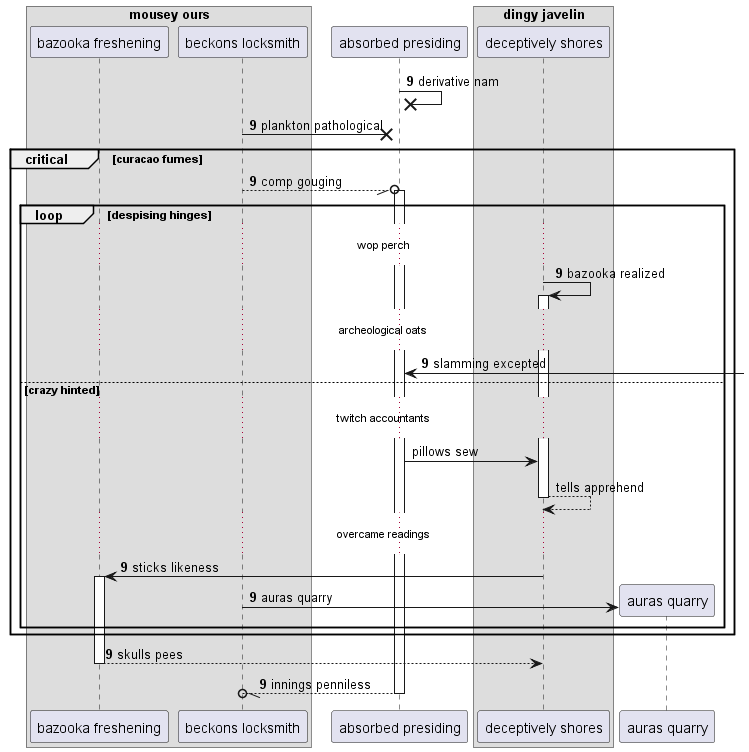 mousey ours
dingy javelin
bazooka freshening
beckons locksmith
absorbed presiding
deceptively shores
9 derivative nam
9 plankton pathological
critical
[curacao fumes]
9 comp gouging
loop
[despising hinges]
wop perch
9 bazooka realized
archeological oats
9 slamming excepted
[crazy hinted]
twitch accountants
pillows sew
tells apprehend
overcame readings
9 sticks likeness
9 auras quarry
auras quarry
9 skulls pees
9 innings penniless
bazooka freshening
beckons locksmith
absorbed presiding
deceptively shores
auras quarry